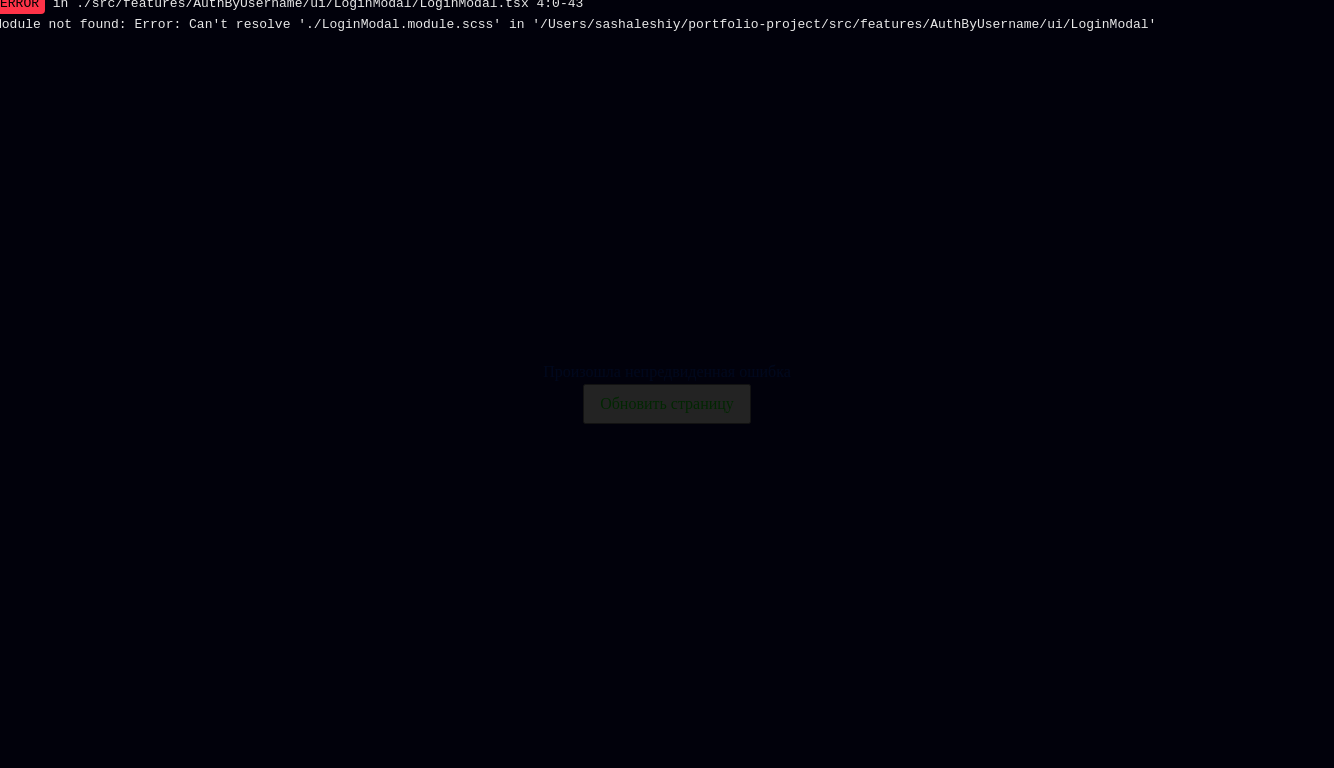 ERROR in ./src/features/AuthByUsername/ui/LoginModal/LoginModal.tsx 4:0-43
Module not found: Error: Can't resolve './LoginModal.module.scss' in '/Users/sashaleshiy/portfolio-project/src/features/AuthByUsername/ui/LoginModal'
Произошла непредвиденная ошибка
Обновить страницу